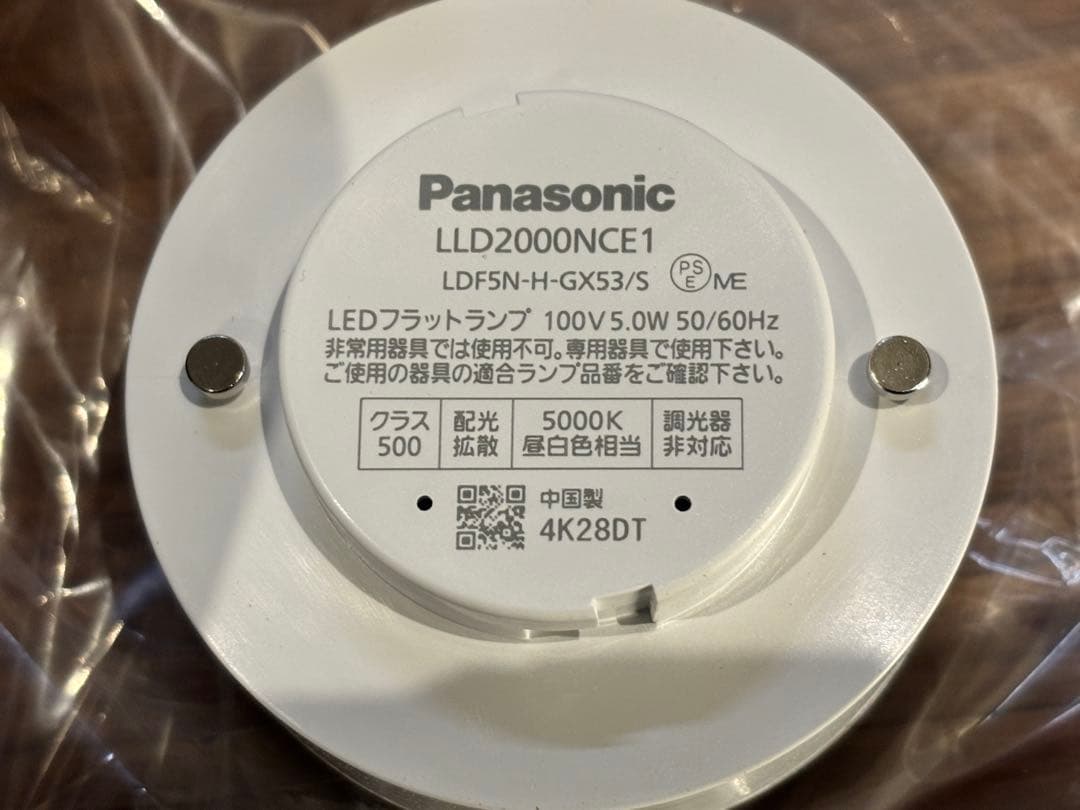 Panasonic
LLD2000NCE1
LDF5N-H-GX53/S PS E ME
LEDフラットランプ 100V 5.0W 50/60Hz
非常用器具では使用不可。専用器具で使用下さい。
ご使用の器具の適合ランプ品番をご確認下さい。
クラス 配光 5000K 調光器
500 拡散 昼白色相当 非対応
中国製
4K28DT